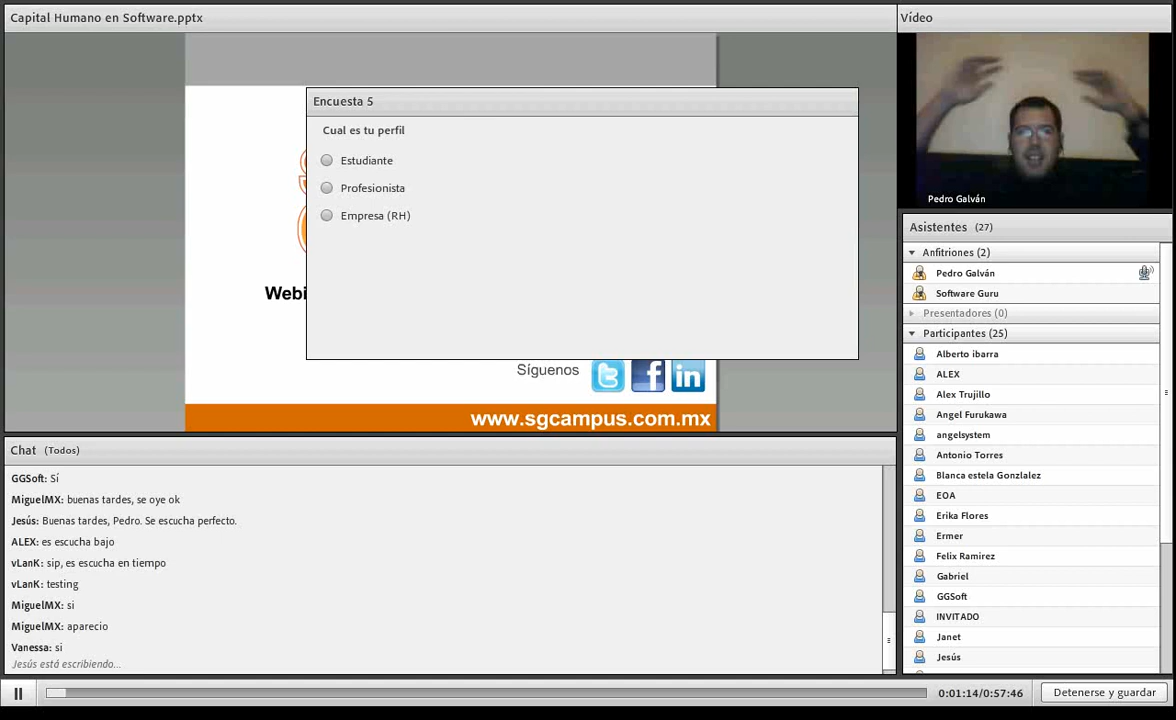 Capital Humano en Software.pptx
Encuesta 5
Cual es tu perfil
Estudiante
Profesionista
Empresa (RH)
Síguenos
www.sgcampus.com.mx
Chat (Todos)
GGSoft: Sí
MiguelMX: buenas tardes, se oye ok
Jesús: Buenas tardes, Pedro. Se escucha perfecto.
ALEX: es escucha bajo
vLanK: sip, es escucha en tiempo
vLanK: testing
MiguelMX: si
MiguelMX: aparecio
Vanessa: si
Jesús está escribiendo...
Vídeo
Pedro Galván
Asistentes (27)
Anfitriones (2)
Pedro Galván
Software Guru
Presentadores (0)
Participantes (25)
Alberto ibarra
ALEX
Alex Trujillo
Angel Furukawa
angelsystem
Antonio Torres
Blanca estela Gonzlalez
EOA
Erika Flores
Ermer
Felix Ramirez
Gabriel
GGSoft
INVITADO
Janet
Jesús
0:01:14/0:57:46
Detenerse y guardar